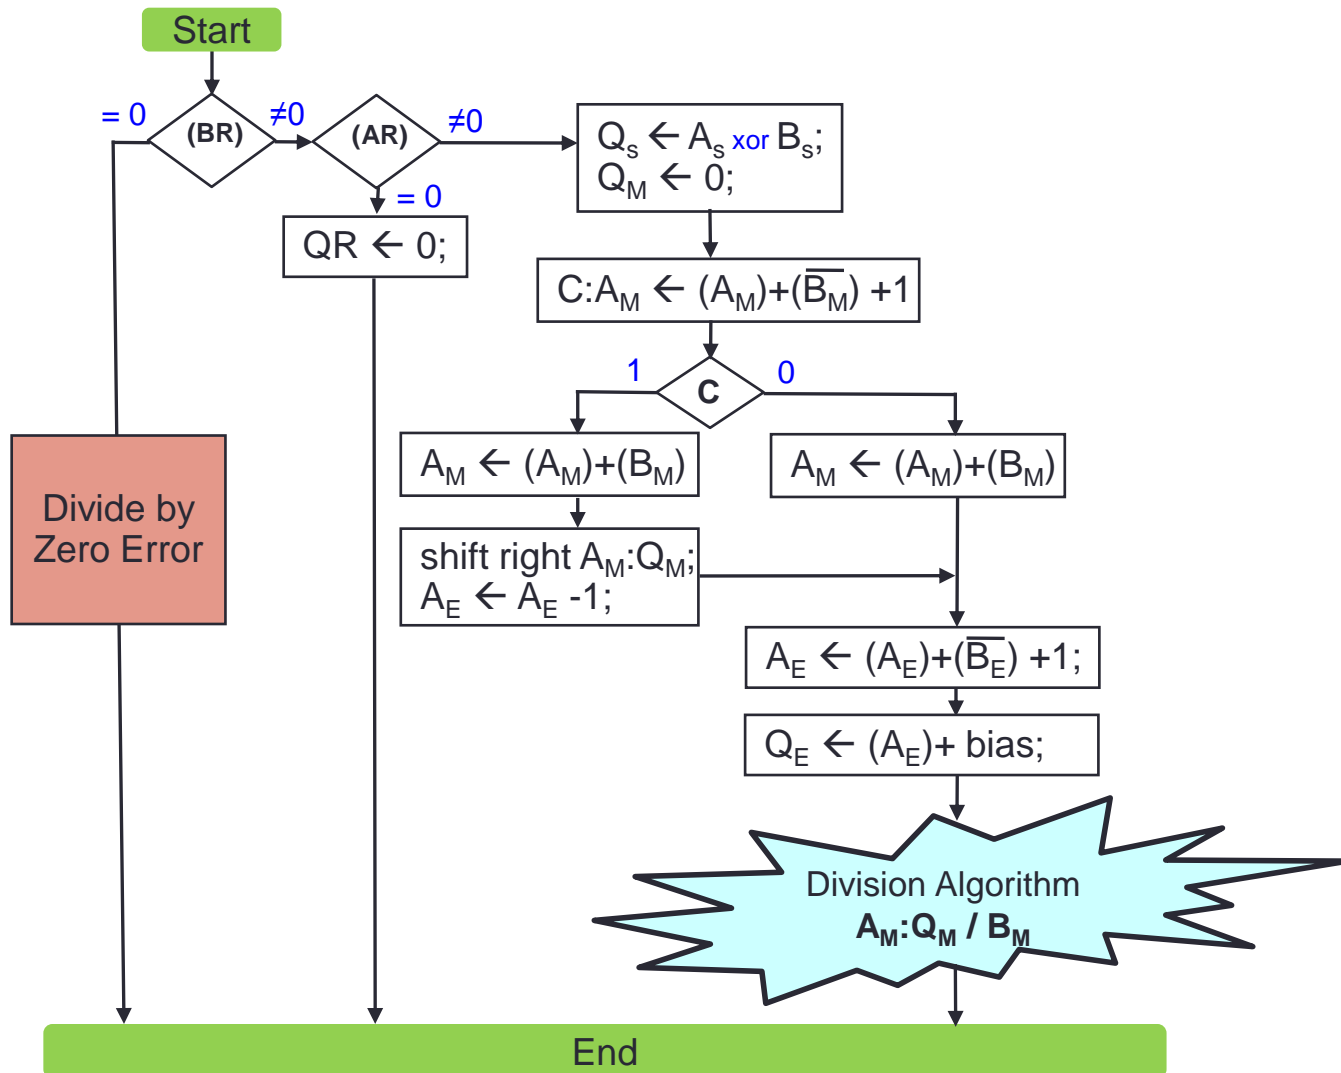 Start
= 0
(BR)
≠0
(AR)
≠0
= 0
QR ← 0;
Qs ← As xor Bs;
QM ← 0;
C:AM ← (AM)+(B̅M̅) +1
1
C
0
AM ← (AM)+(BM)
AM ← (AM)+(BM)
shift right AM:QM;
AE ← AE -1;
Divide by
Zero Error
AE ← (AE)+(B̅E̅) +1;
QE ← (AE)+ bias;
Division Algorithm
AM:QM / BM
End